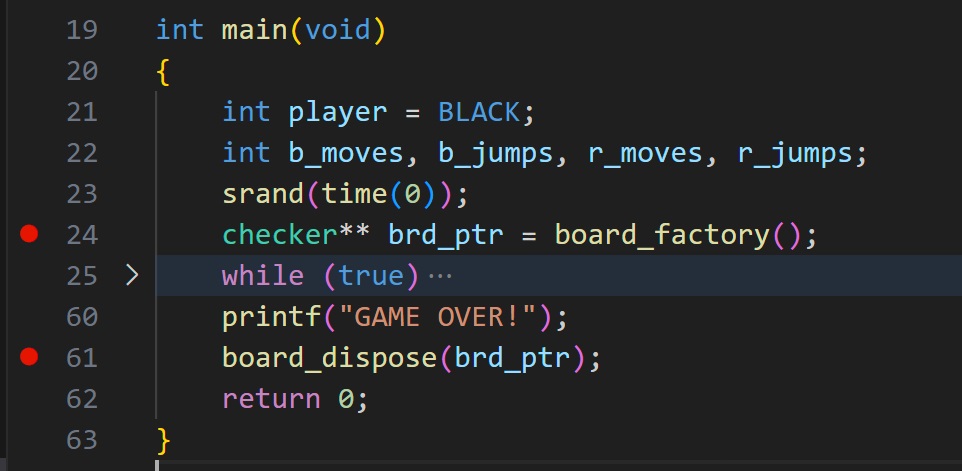 19 int main(void)
20 {
21     int player = BLACK;
22     int b_moves, b_jumps, r_moves, r_jumps;
23     srand(time(0));
24     checker** brd_ptr = board_factory();
25     while (true)···
60     printf("GAME OVER!");
61     board_dispose(brd_ptr);
62     return 0;
63 }